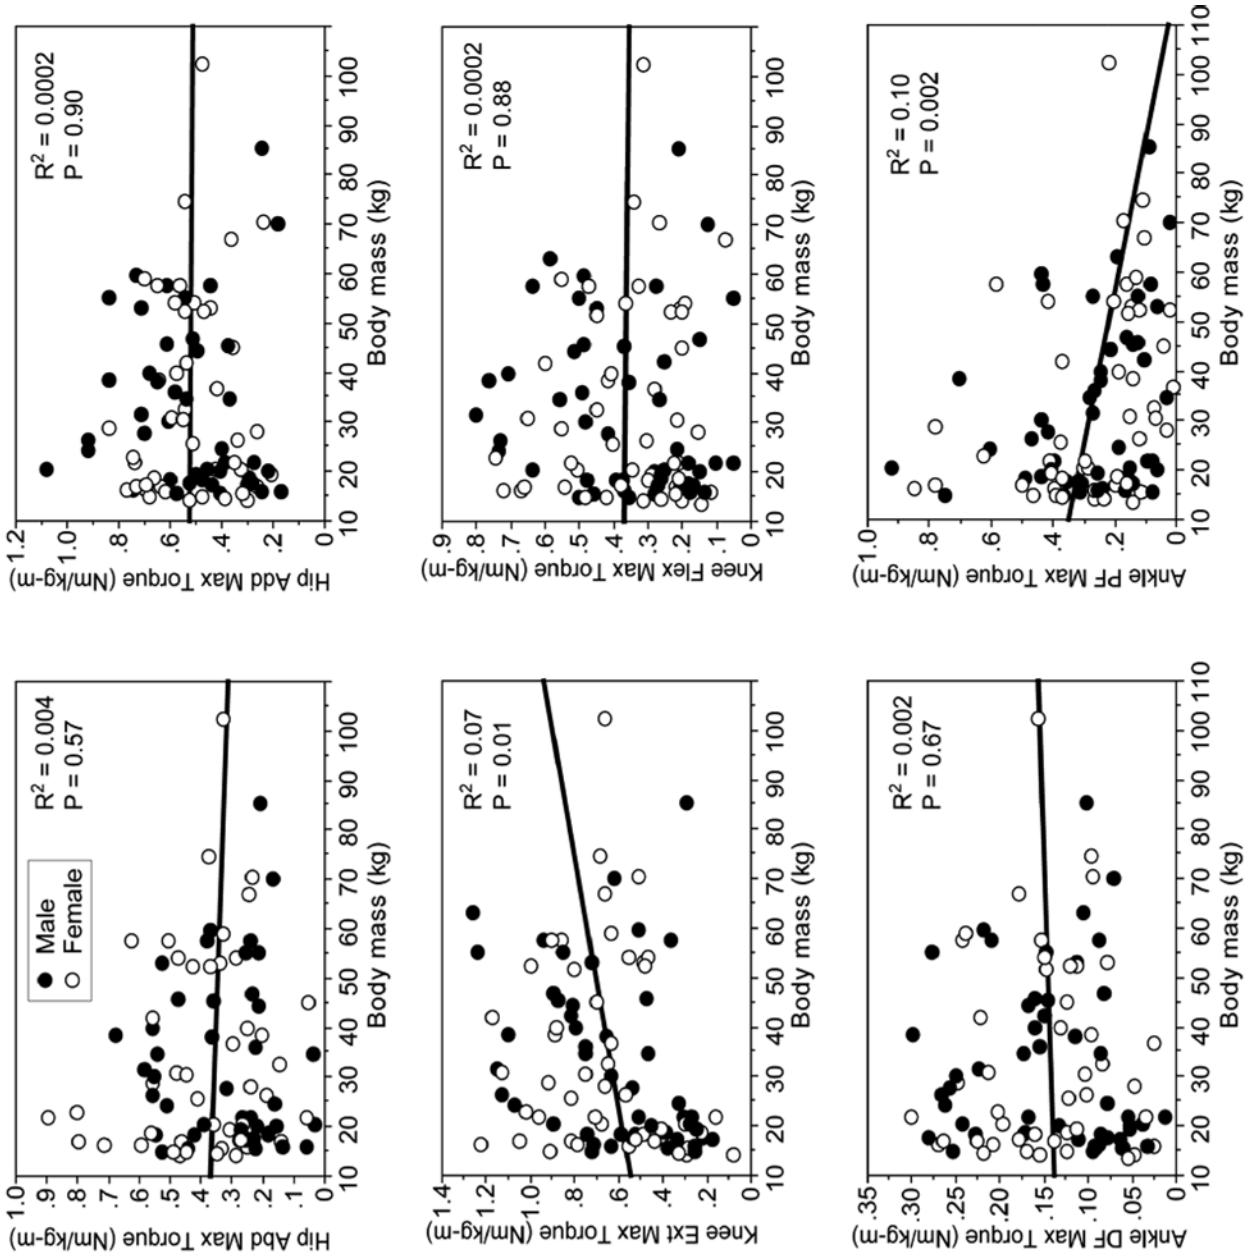 Hip Abd Max Torque (Nm/kg-m)
1.0
.9
.7
.5
.3
.1
0
Male
Female
R² = 0.004
P = 0.57
10 20 30 40 50 60 70 80 90 100
Body mass (kg)
Hip Add Max Torque (Nm/kg-m)
1.2
1.0
.8
.6
.4
.2
0
R² = 0.0002
P = 0.90
10 20 30 40 50 60 70 80 90 100
Body mass (kg)
Knee Ext Max Torque (Nm/kg-m)
1.4
1.2
1.0
.8
.6
.4
.2
0
R² = 0.07
P = 0.01
10 20 30 40 50 60 70 80 90 100
Body mass (kg)
Knee Flex Max Torque (Nm/kg-m)
.9
.8
.7
.6
.5
.4
.3
.2
.1
0
R² = 0.0002
P = 0.88
10 20 30 40 50 60 70 80 90 100
Body mass (kg)
Ankle DF Max Torque (Nm/kg-m)
.35
.30
.25
.20
.15
.10
.05
0
R² = 0.002
P = 0.67
10 20 30 40 50 60 70 80 90 100 110
Body mass (kg)
Ankle PF Max Torque (Nm/kg-m)
1.0
0.8
0.6
0.4
0.2
0
R² = 0.10
P = 0.002
10 20 30 40 50 60 70 80 90 100 110
Body mass (kg)